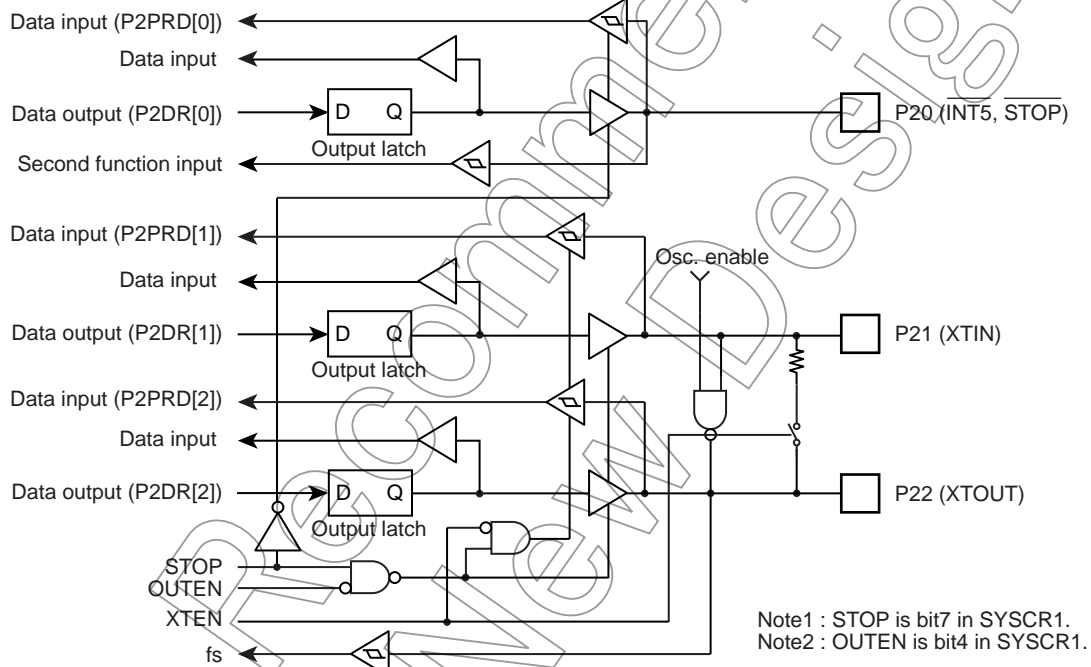 Data input (P2PRD[0])
Data input
Data output (P2DR[0])
D Q
Output latch
P20 (INT5, STOP)
Second function input
Data input (P2PRD[1])
Osc. enable
Data input
Data output (P2DR[1])
D Q
Output latch
P21 (XTIN)
Data input (P2PRD[2])
Data input
Data output (P2DR[2])
D Q
Output latch
P22 (XTOUT)
STOP
OUTEN
XTEN
fs
Note1 : STOP is bit7 in SYSCR1.
Note2 : OUTEN is bit4 in SYSCR1.